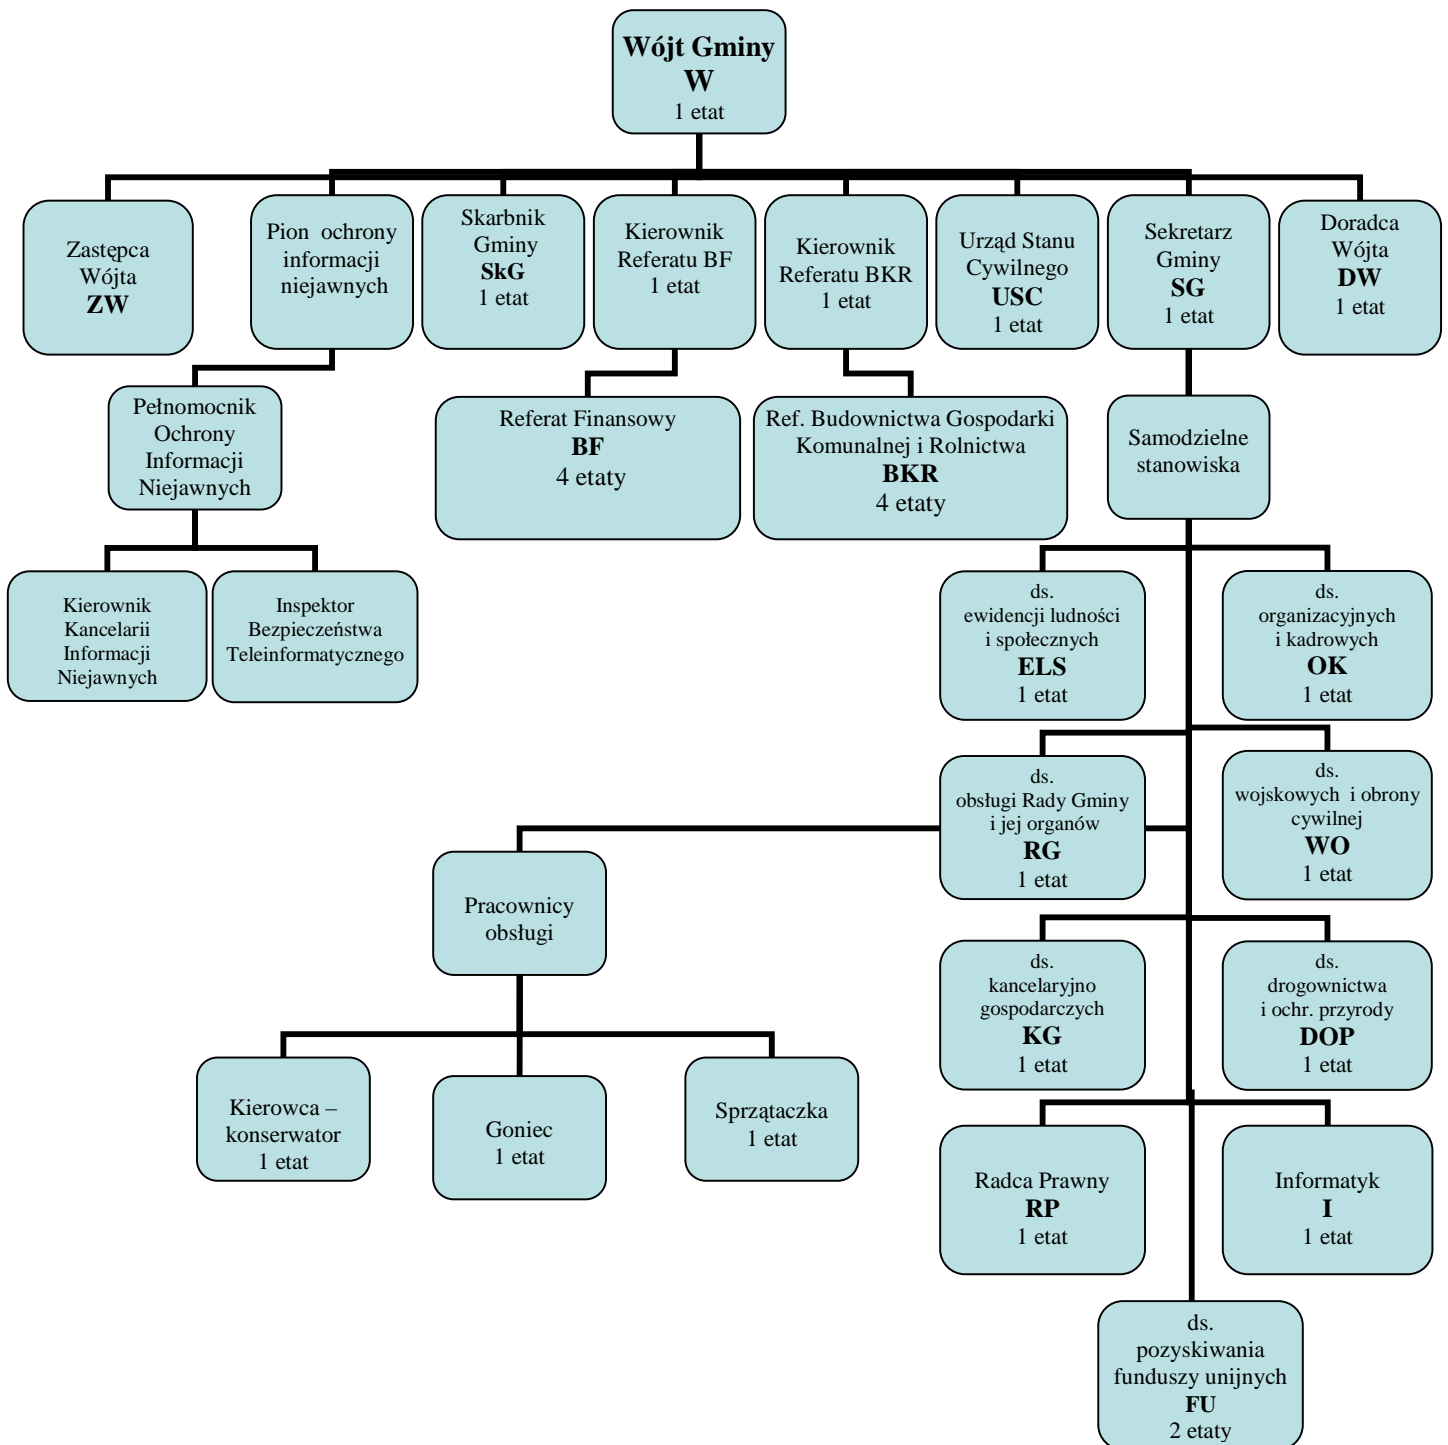 Wójt Gminy
W
1 etat
Zastępca
Wójta
ZW
Pion ochrony
informacji
niejawnych
Skarbnik
Gminy
SkG
1 etat
Kierownik
Referatu BF
1 etat
Kierownik
Referatu BKR
1 etat
Urząd Stanu
Cywilnego
USC
1 etat
Sekretarz
Gminy
SG
1 etat
Doradca
Wójta
DW
1 etat
Pełnomocnik
Ochrony
Informacji
Niejawnych
Referat Finansowy
BF
4 etaty
Ref. Budownictwa Gospodarki
Komunalnej i Rolnictwa
BKR
4 etaty
Samodzielne
stanowiska
Kierownik
Kancelarii
Informacji
Niejawnych
Inspektor
Bezpieczeństwa
Teleinformatycznego
ds.
ewidencji ludności
i społecznych
ELS
1 etat
ds.
organizacyjnych
i kadrowych
OK
1 etat
ds.
obsługi Rady Gminy
i jej organów
RG
1 etat
ds.
wojskowych i obrony
cywilnej
WO
1 etat
Pracownicy
obsługi
ds.
kancelaryjno
gospodarczych
KG
1 etat
ds.
drogownictwa
i ochr. przyrody
DOP
1 etat
Kierowca –
konserwator
1 etat
Goniec
1 etat
Sprzątaczka
1 etat
Radca Prawny
RP
1 etat
Informatyk
I
1 etat
ds.
pozyskiwania
funduszy unijnych
FU
2 etaty